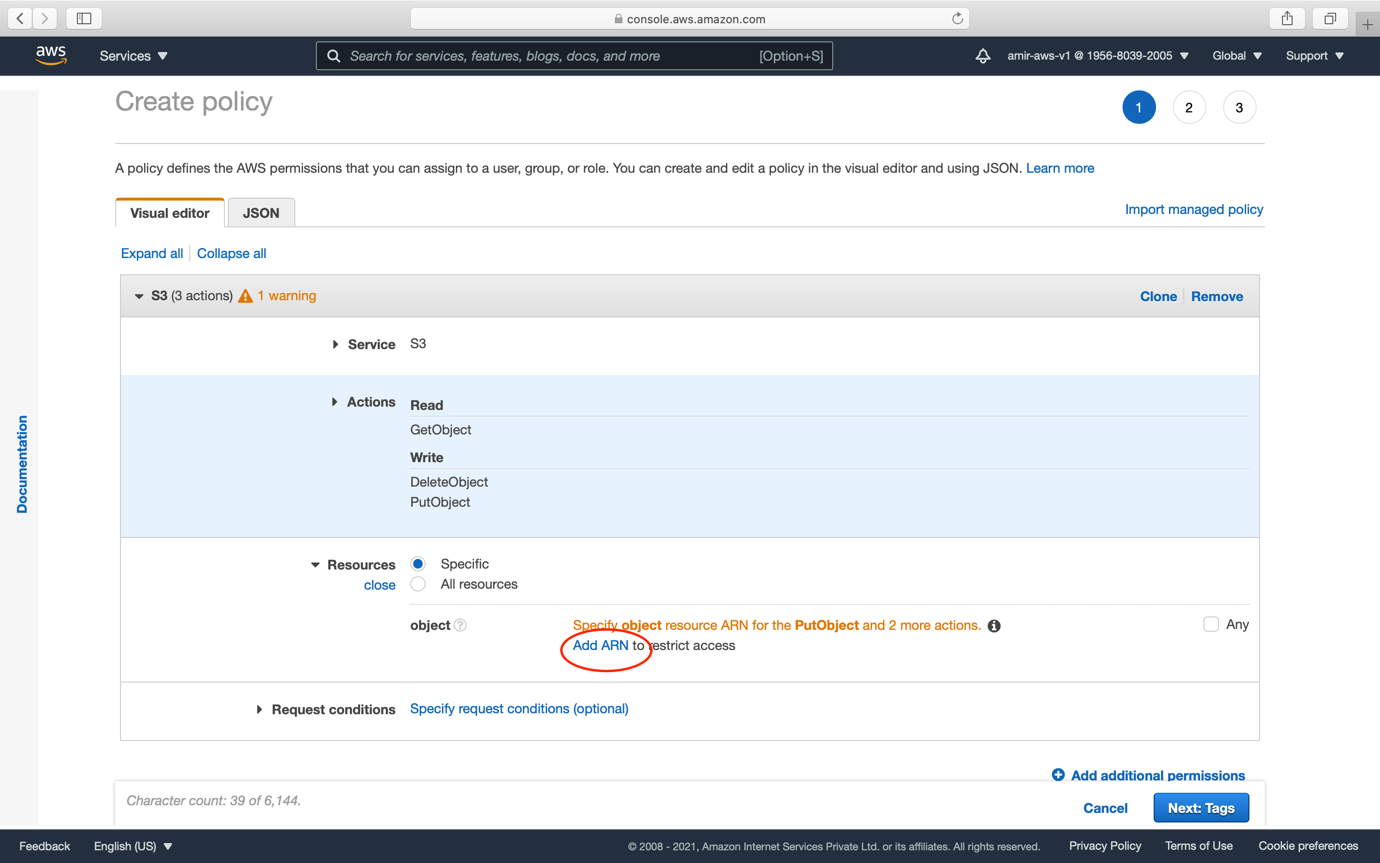 console.aws.amazon.com
aws
Services
Search for services, features, blogs, docs, and more [Option+S]
amir-aws-v1 @ 1956-8039-2005
Global
Support
Create policy
1 2 3
A policy defines the AWS permissions that you can assign to a user, group, or role. You can create and edit a policy in the visual editor and using JSON. Learn more
Visual editor JSON
Import managed policy
Expand all Collapse all
S3 (3 actions) 1 warning
Clone Remove
Service S3
Actions Read
GetObject
Write
DeleteObject
PutObject
Documentation
Resources Specific
close All resources
object ? Specify object resource ARN for the PutObject and 2 more actions. i Any
Add ARN to restrict access
Request conditions Specify request conditions (optional)
Add additional permissions
Character count: 39 of 6,144.
Cancel Next: Tags
Feedback English (US) © 2008 - 2021, Amazon Internet Services Private Ltd. or its affiliates. All rights reserved. Privacy Policy Terms of Use Cookie preferences